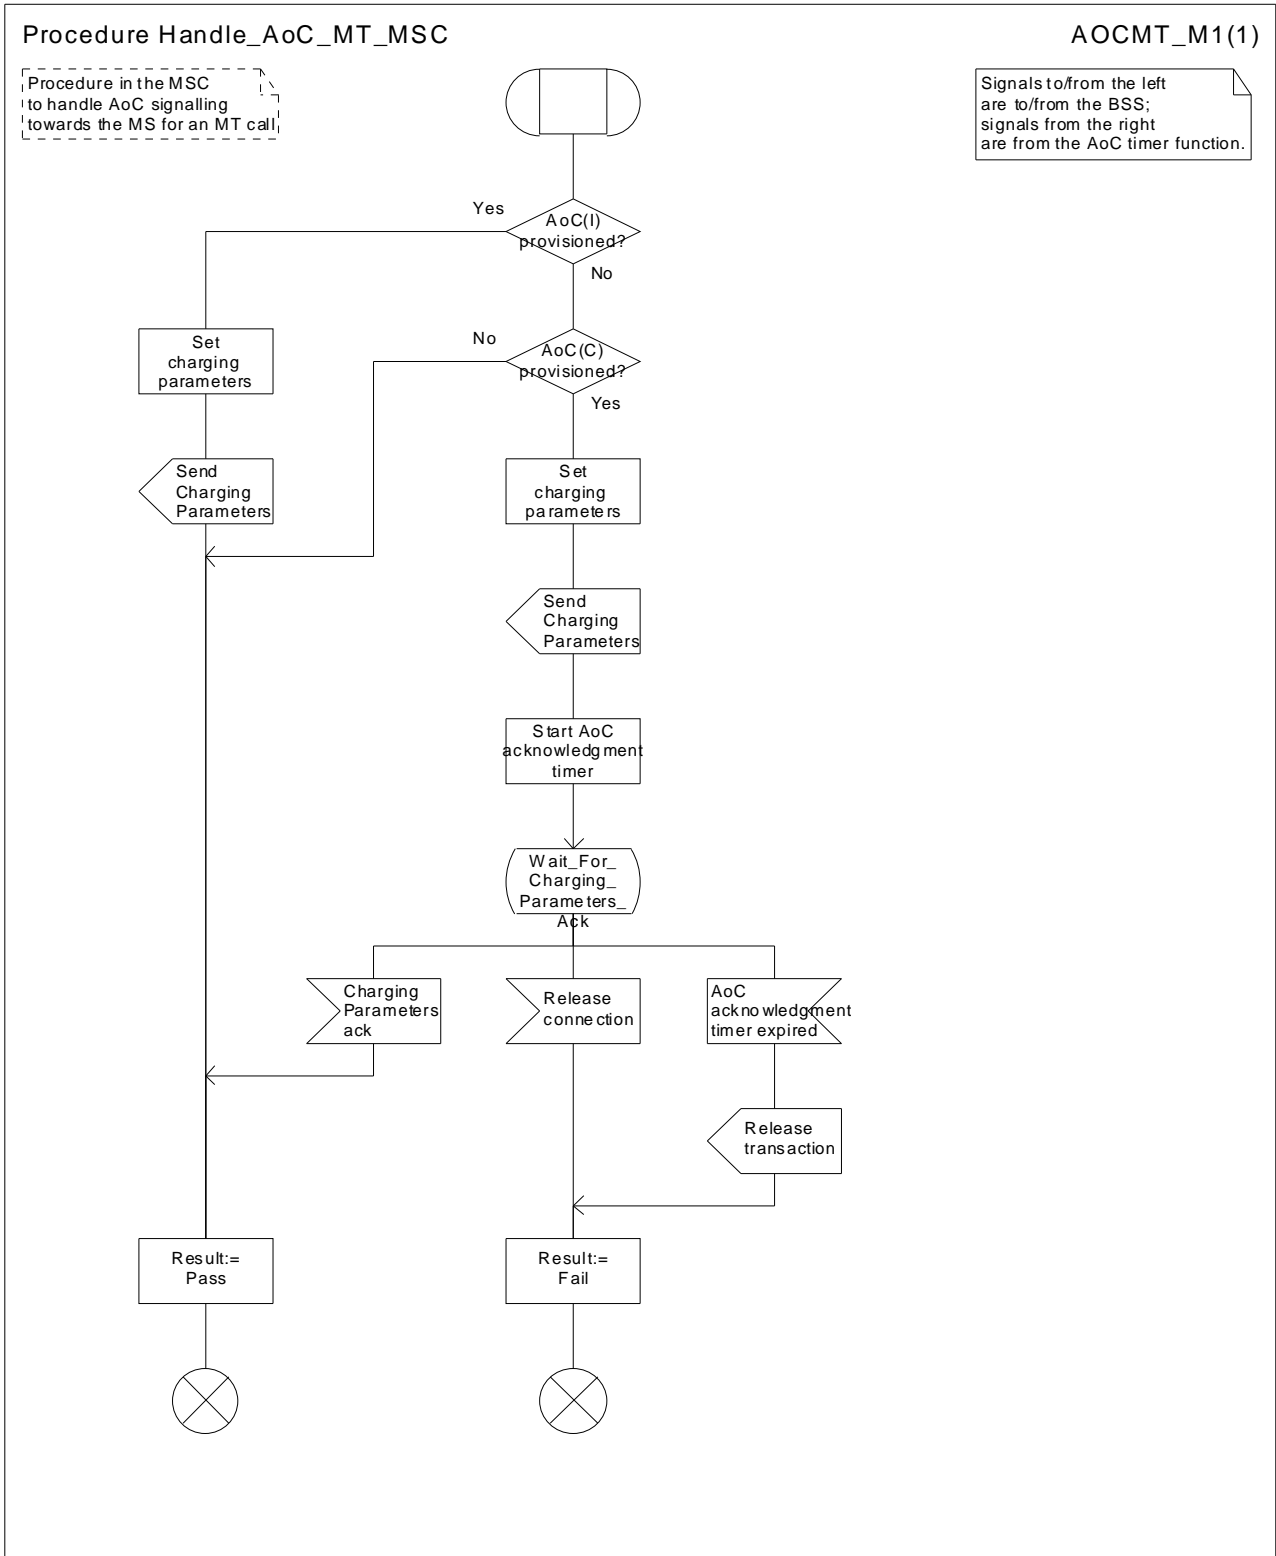 Procedure Handle_AoC_MT_MSC
AOCMT_M1(1)
Procedure in the MSC
to handle AoC signalling
towards the MS for an MT call
Signals to/from the left
are to/from the BSS;
signals from the right
are from the AoC timer function.
Yes
AoC(I)
provisioned?
No
Set
charging
parameters
No
AoC(C)
provisioned?
Yes
Send
Charging
Parameters
Set
charging
parameters
Send
Charging
Parameters
Start AoC
acknowledgment
timer
Wait_For_
Charging_
Parameters_
Ack
Charging
Parameters
ack
Release
connection
AoC
acknowledgment
timer expired
Release
transaction
Result:=
Pass
Result:=
Fail